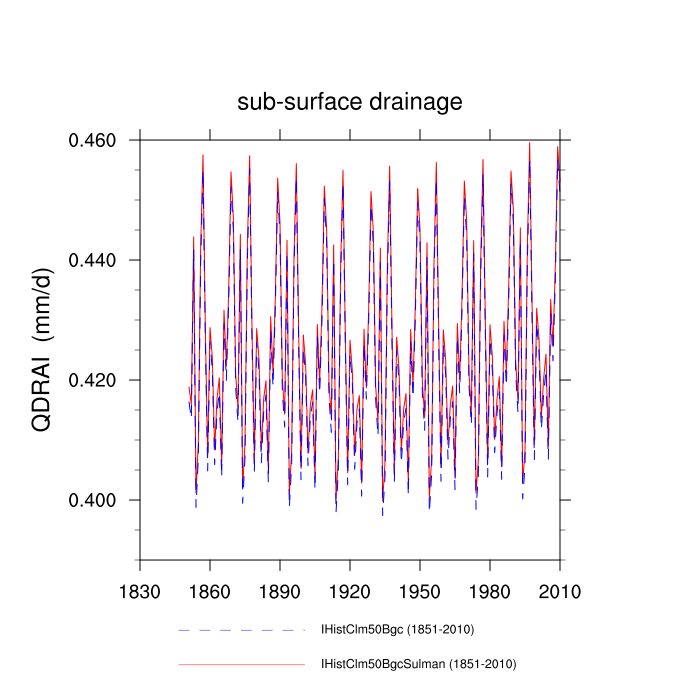 sub-surface drainage
QDRAI (mm/d)
0.460
0.440
0.420
0.400
1830 1860 1890 1920 1950 1980 2010
IHistClm50Bgc (1851-2010)
IHistClm50BgcSulman (1851-2010)